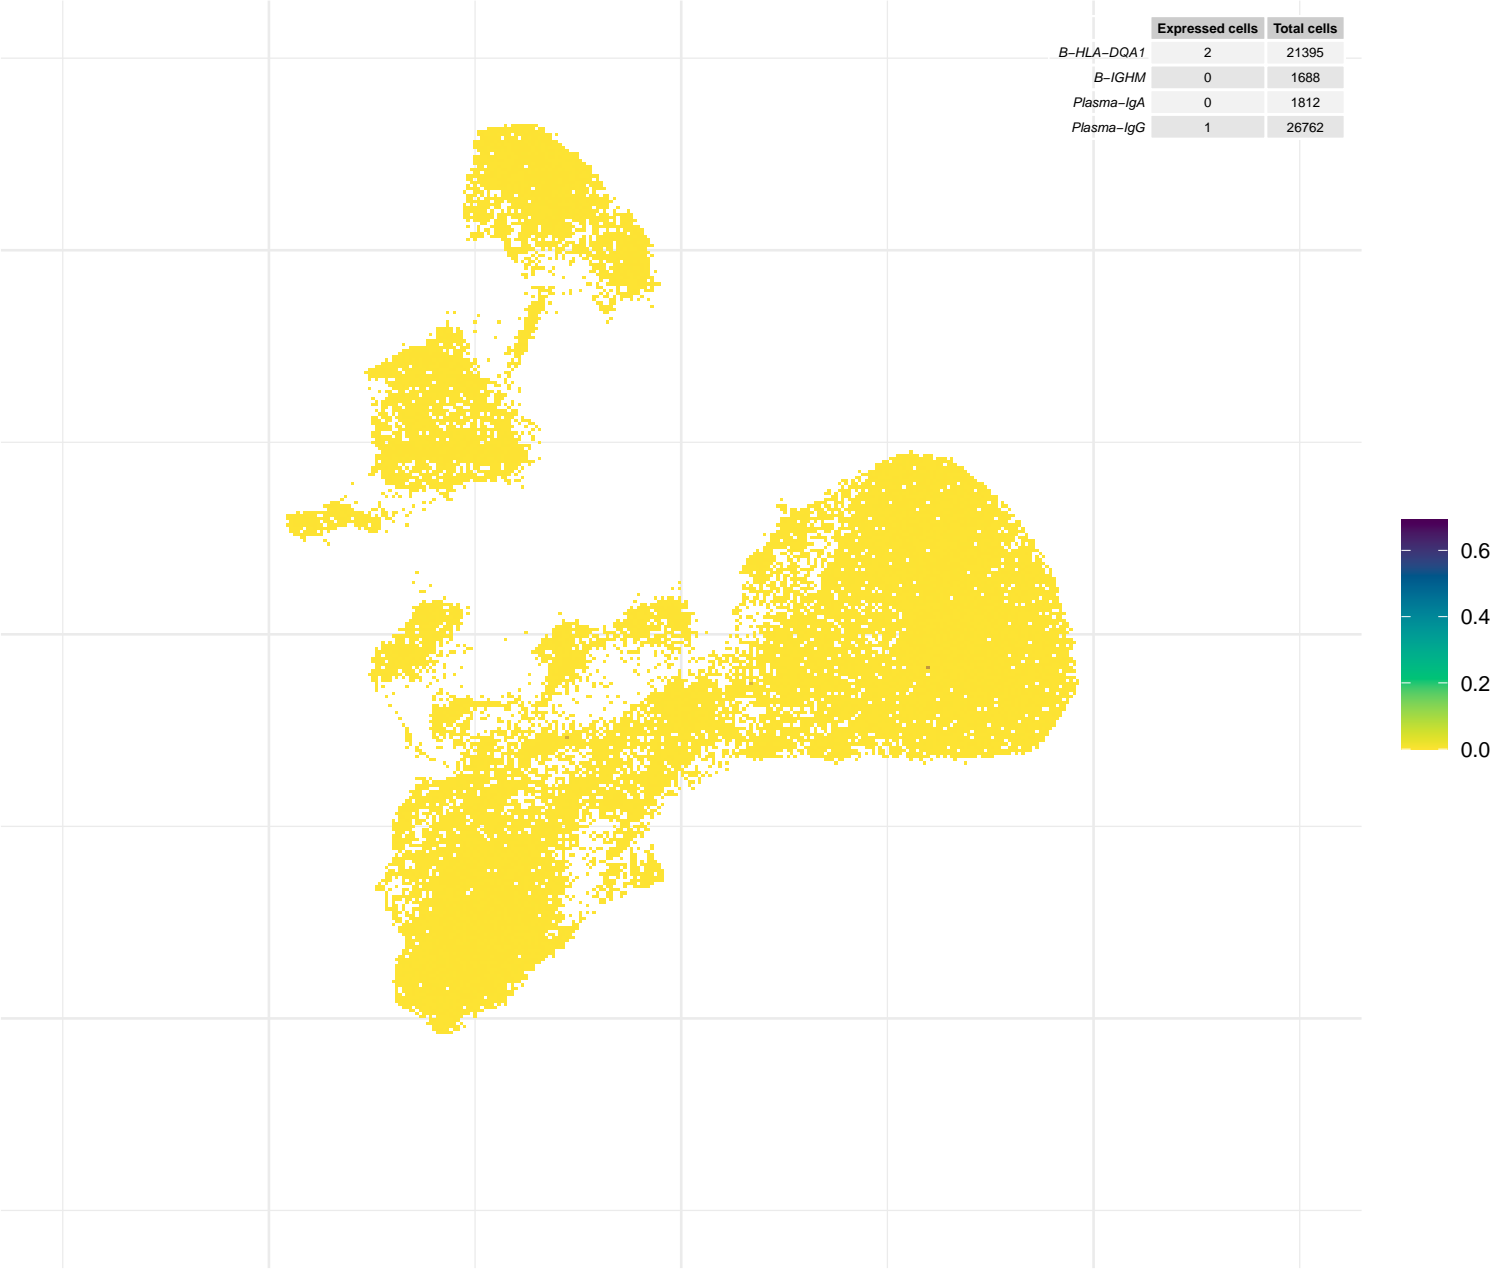 Expressed cells Total cells
B−HLA−DQA1 2 21395
B−IGHM 0 1688
Plasma−IgA 0 1812
Plasma−IgG 1 26762
0.6
0.4
0.2
0.0